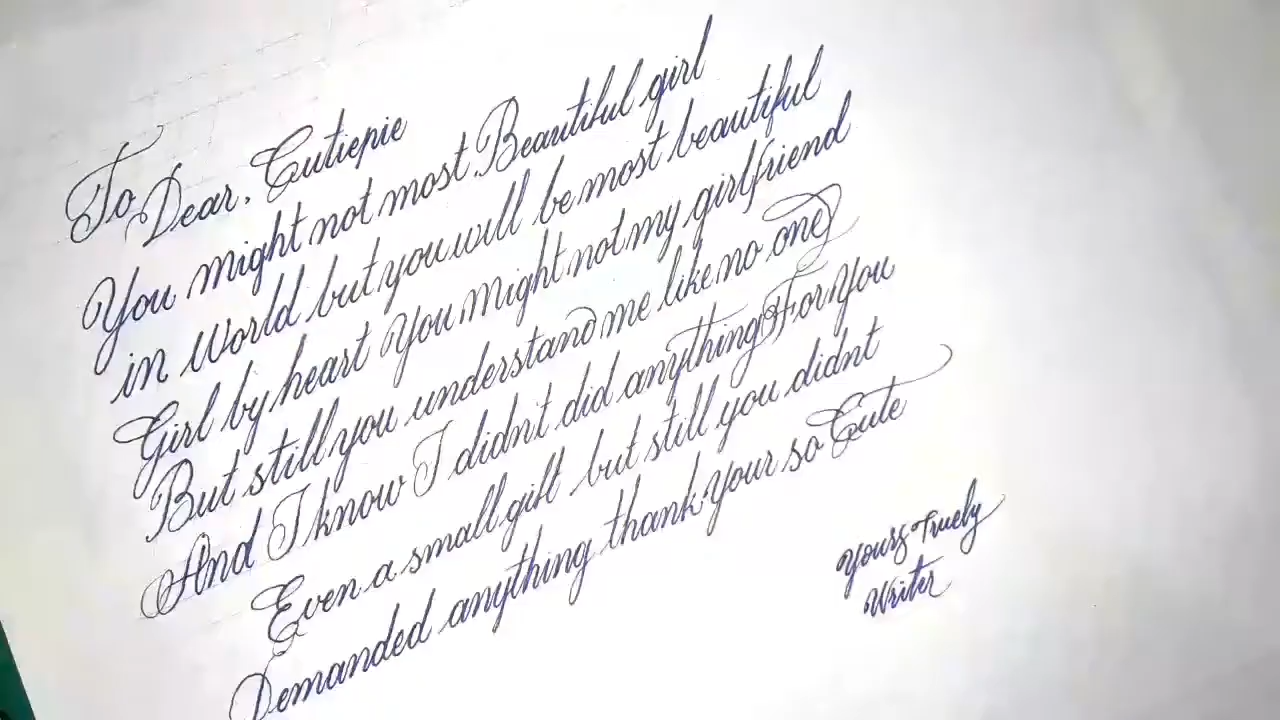 To
Dear, Cutiepie
You might not most Beautiful girl
in World but you will be most beautiful
Girl by heart You Might not my girlfriend
But still you understand me like no one
And I know I didnt did anything For You
Even a small gift but still you didnt
Demanded anything thank your so Cute
Yours Truely
Writer